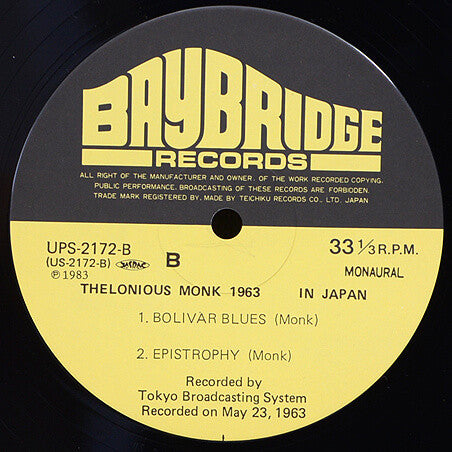 BAYBRIDGE
RECORDS
ALL RIGHT OF THE MANUFACTURER AND OWNER, OF THE WORK RECORDED COPYING.
PUBLIC PERFORMANCE. BROADCASTING OF THESE RECORDS ARE FORBIDDEN.
TRADE MARK REGISTERED BY, MADE BY TEICHIKU RECORDS CO., LTD. JAPAN
UPS-2172-B B 33 1/3 R.P.M.
(US-2172-B) JASRAC MONAURAL
Ⓟ1983
THELONIOUS MONK 1963 IN JAPAN
1. BOLIVAR BLUES (Monk)
2. EPISTROPHY (Monk)
Recorded by
Tokyo Broadcasting System
Recorded on May 23, 1963